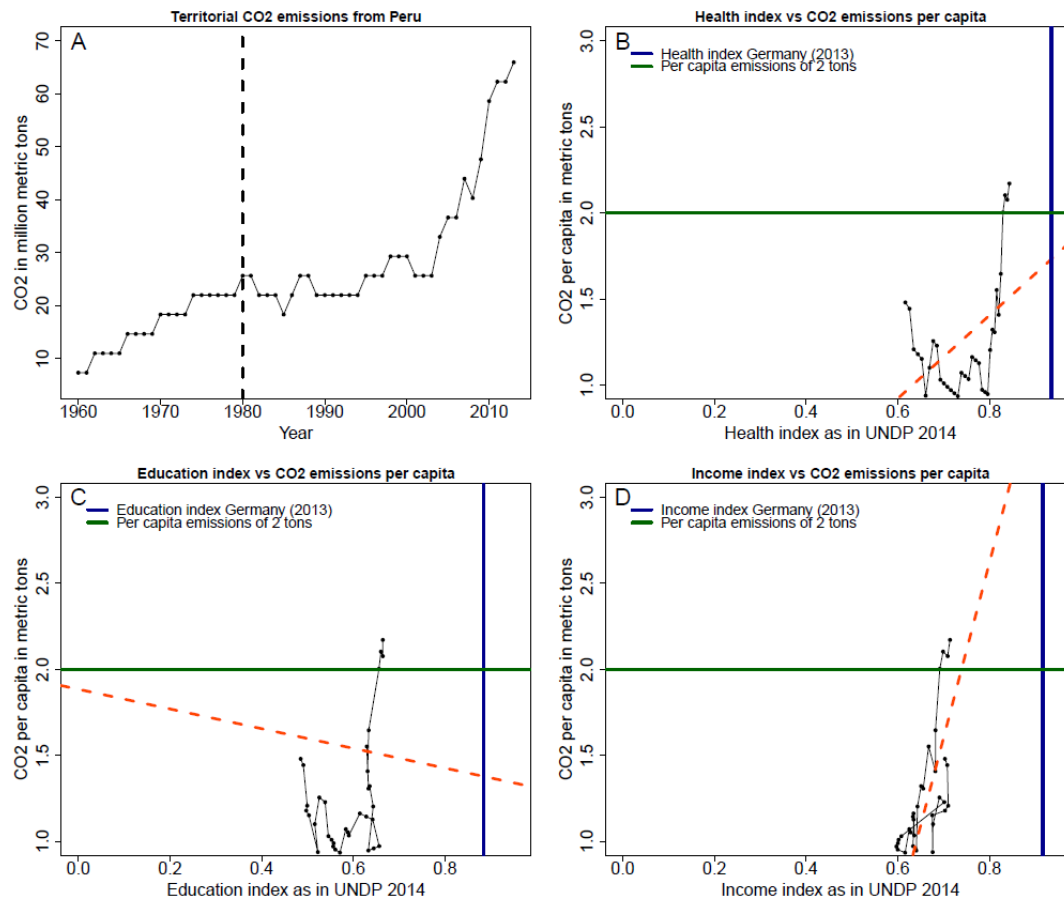 Territorial CO2 emissions from Peru
A
CO2 in million metric tons
70
60
50
40
30
20
10
1960 1970 1980 1990 2000 2010
Year
Health index vs CO2 emissions per capita
B
Health index Germany (2013)
Per capita emissions of 2 tons
CO2 per capita in metric tons
3.0
2.5
2.0
1.5
1.0
0.0 0.2 0.4 0.6 0.8
Health index as in UNDP 2014
Education index vs CO2 emissions per capita
C
Education index Germany (2013)
Per capita emissions of 2 tons
CO2 per capita in metric tons
3.0
2.5
2.0
1.5
1.0
0.0 0.2 0.4 0.6 0.8
Education index as in UNDP 2014
Income index vs CO2 emissions per capita
D
Income index Germany (2013)
Per capita emissions of 2 tons
CO2 per capita in metric tons
3.0
2.5
2.0
1.5
1.0
0.0 0.2 0.4 0.6 0.8
Income index as in UNDP 2014